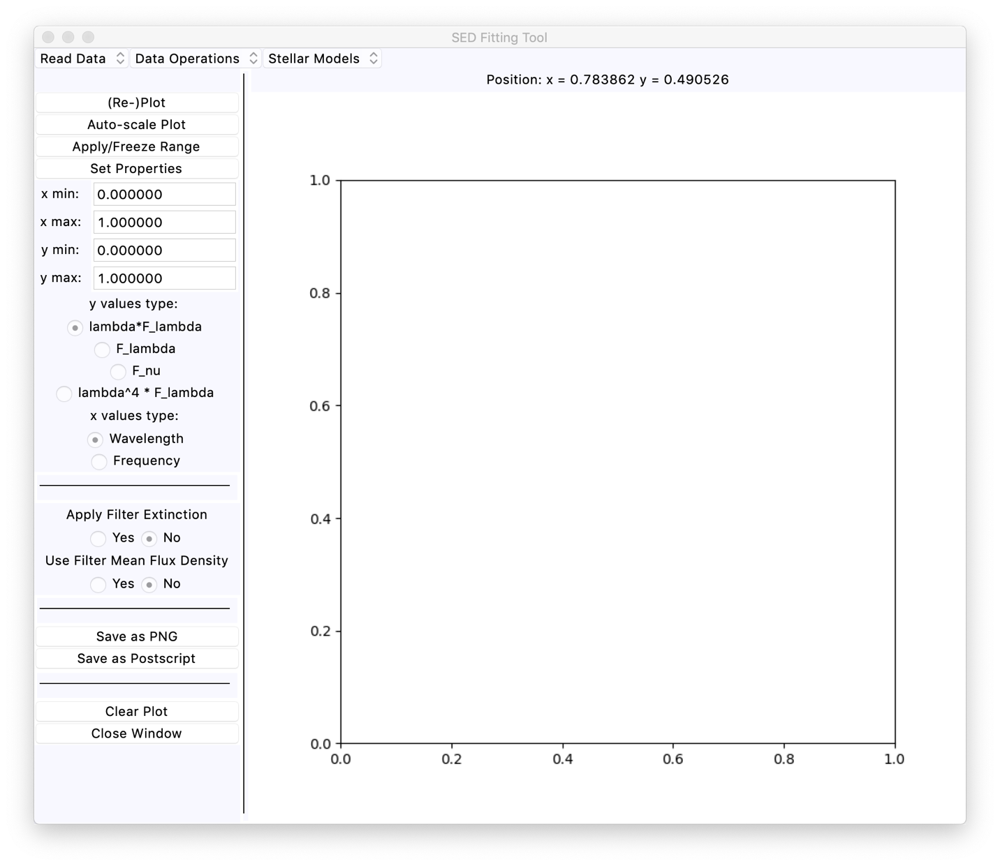 SED Fitting Tool
Read Data Data Operations Stellar Models
Position: x = 0.783862 y = 0.490526
(Re-)Plot
Auto-scale Plot
Apply/Freeze Range
Set Properties
x min: 0.000000
x max: 1.000000
y min: 0.000000
y max: 1.000000
y values type:
lambda*F_lambda
F_lambda
F_nu
lambda^4 * F_lambda
x values type:
Wavelength
Frequency
Apply Filter Extinction
Yes No
Use Filter Mean Flux Density
Yes No
Save as PNG
Save as Postscript
Clear Plot
Close Window
1.0
0.8
0.6
0.4
0.2
0.0
0.0 0.2 0.4 0.6 0.8 1.0